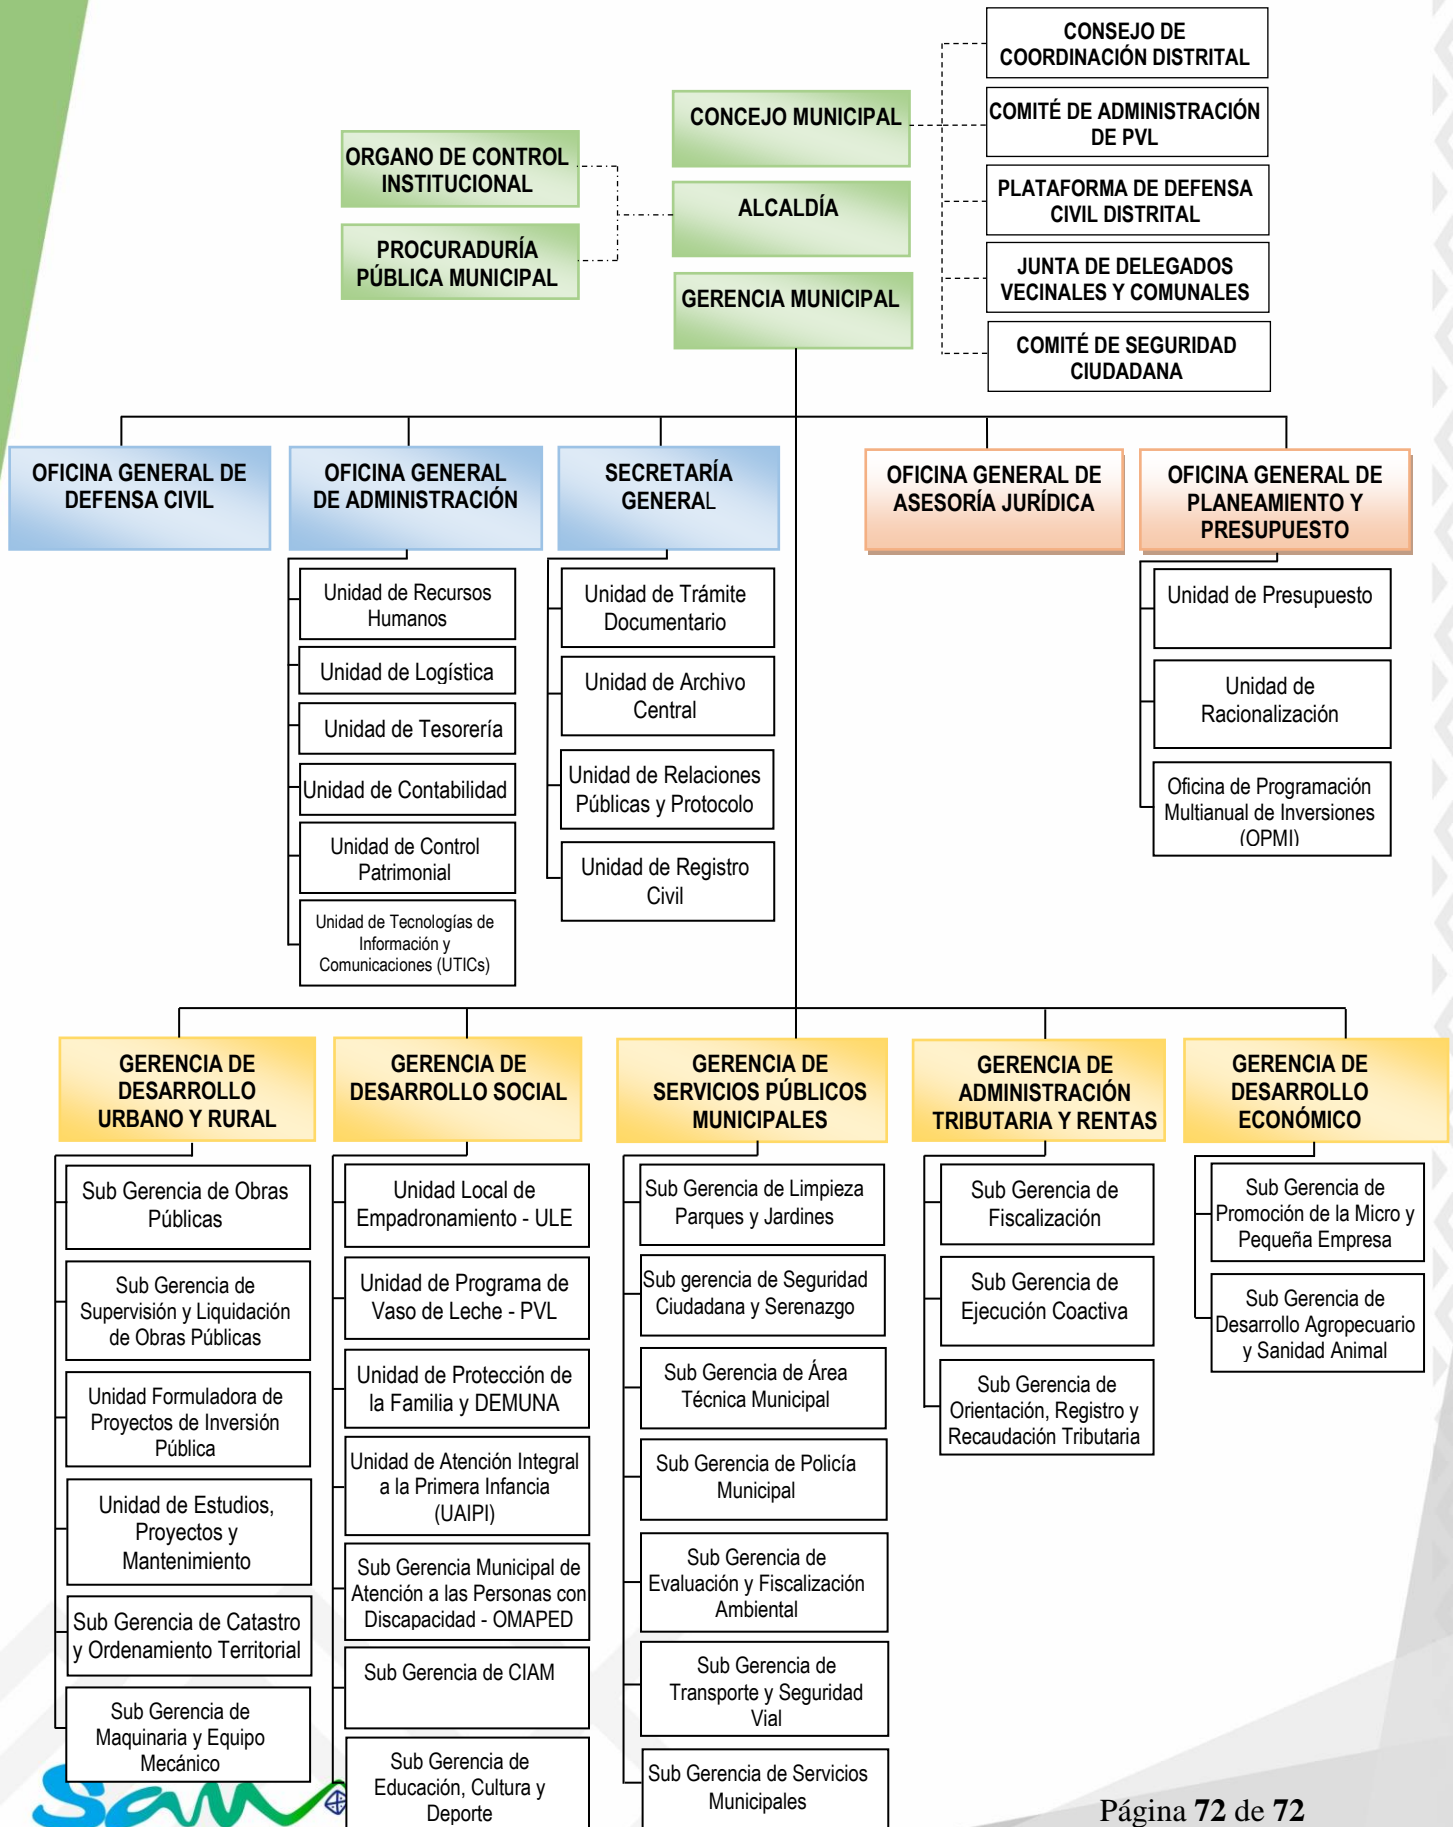 CONSEJO DE
COORDINACIÓN DISTRITAL
CONCEJO MUNICIPAL
COMITÉ DE ADMINISTRACIÓN
DE PVL
ORGANO DE CONTROL
INSTITUCIONAL
ALCALDÍA
PLATAFORMA DE DEFENSA
CIVIL DISTRITAL
PROCURADURÍA
PÚBLICA MUNICIPAL
GERENCIA MUNICIPAL
JUNTA DE DELEGADOS
VECINALES Y COMUNALES
COMITÉ DE SEGURIDAD
CIUDADANA
OFICINA GENERAL DE
DEFENSA CIVIL
OFICINA GENERAL
DE ADMINISTRACIÓN
SECRETARÍA
GENERAL
OFICINA GENERAL DE
ASESORÍA JURÍDICA
OFICINA GENERAL DE
PLANEAMIENTO Y
PRESUPUESTO
Unidad de Recursos
Humanos
Unidad de Logística
Unidad de Tesorería
Unidad de Contabilidad
Unidad de Control
Patrimonial
Unidad de Tecnologías de
Información y
Comunicaciones (UTICs)
Unidad de Trámite
Documentario
Unidad de Archivo
Central
Unidad de Relaciones
Públicas y Protocolo
Unidad de Registro
Civil
Unidad de Presupuesto
Unidad de
Racionalización
Oficina de Programación
Multianual de Inversiones
(OPMI)
GERENCIA DE
DESARROLLO
URBANO Y RURAL
GERENCIA DE
DESARROLLO SOCIAL
GERENCIA DE
SERVICIOS PÚBLICOS
MUNICIPALES
GERENCIA DE
ADMINISTRACIÓN
TRIBUTARIA Y RENTAS
GERENCIA DE
DESARROLLO
ECONÓMICO
Sub Gerencia de Obras
Públicas
Sub Gerencia de
Supervisión y Liquidación
de Obras Públicas
Unidad Formuladora de
Proyectos de Inversión
Pública
Unidad de Estudios,
Proyectos y
Mantenimiento
Sub Gerencia de Catastro
y Ordenamiento Territorial
Sub Gerencia de
Maquinaria y Equipo
Mecánico
Unidad Local de
Empadronamiento - ULE
Unidad de Programa de
Vaso de Leche - PVL
Unidad de Protección de
la Familia y DEMUNA
Unidad de Atención Integral
a la Primera Infancia
(UAIPI)
Sub Gerencia Municipal de
Atención a las Personas con
Discapacidad - OMAPED
Sub Gerencia de CIAM
Sub Gerencia de
Educación, Cultura y
Deporte
Sub Gerencia de Limpieza
Parques y Jardines
Sub gerencia de Seguridad
Ciudadana y Serenazgo
Sub Gerencia de Área
Técnica Municipal
Sub Gerencia de Policía
Municipal
Sub Gerencia de
Evaluación y Fiscalización
Ambiental
Sub Gerencia de
Transporte y Seguridad
Vial
Sub Gerencia de Servicios
Municipales
Sub Gerencia de
Fiscalización
Sub Gerencia de
Ejecución Coactiva
Sub Gerencia de
Orientación, Registro y
Recaudación Tributaria
Sub Gerencia de
Promoción de la Micro y
Pequeña Empresa
Sub Gerencia de
Desarrollo Agropecuario
y Sanidad Animal
San
Página 72 de 72